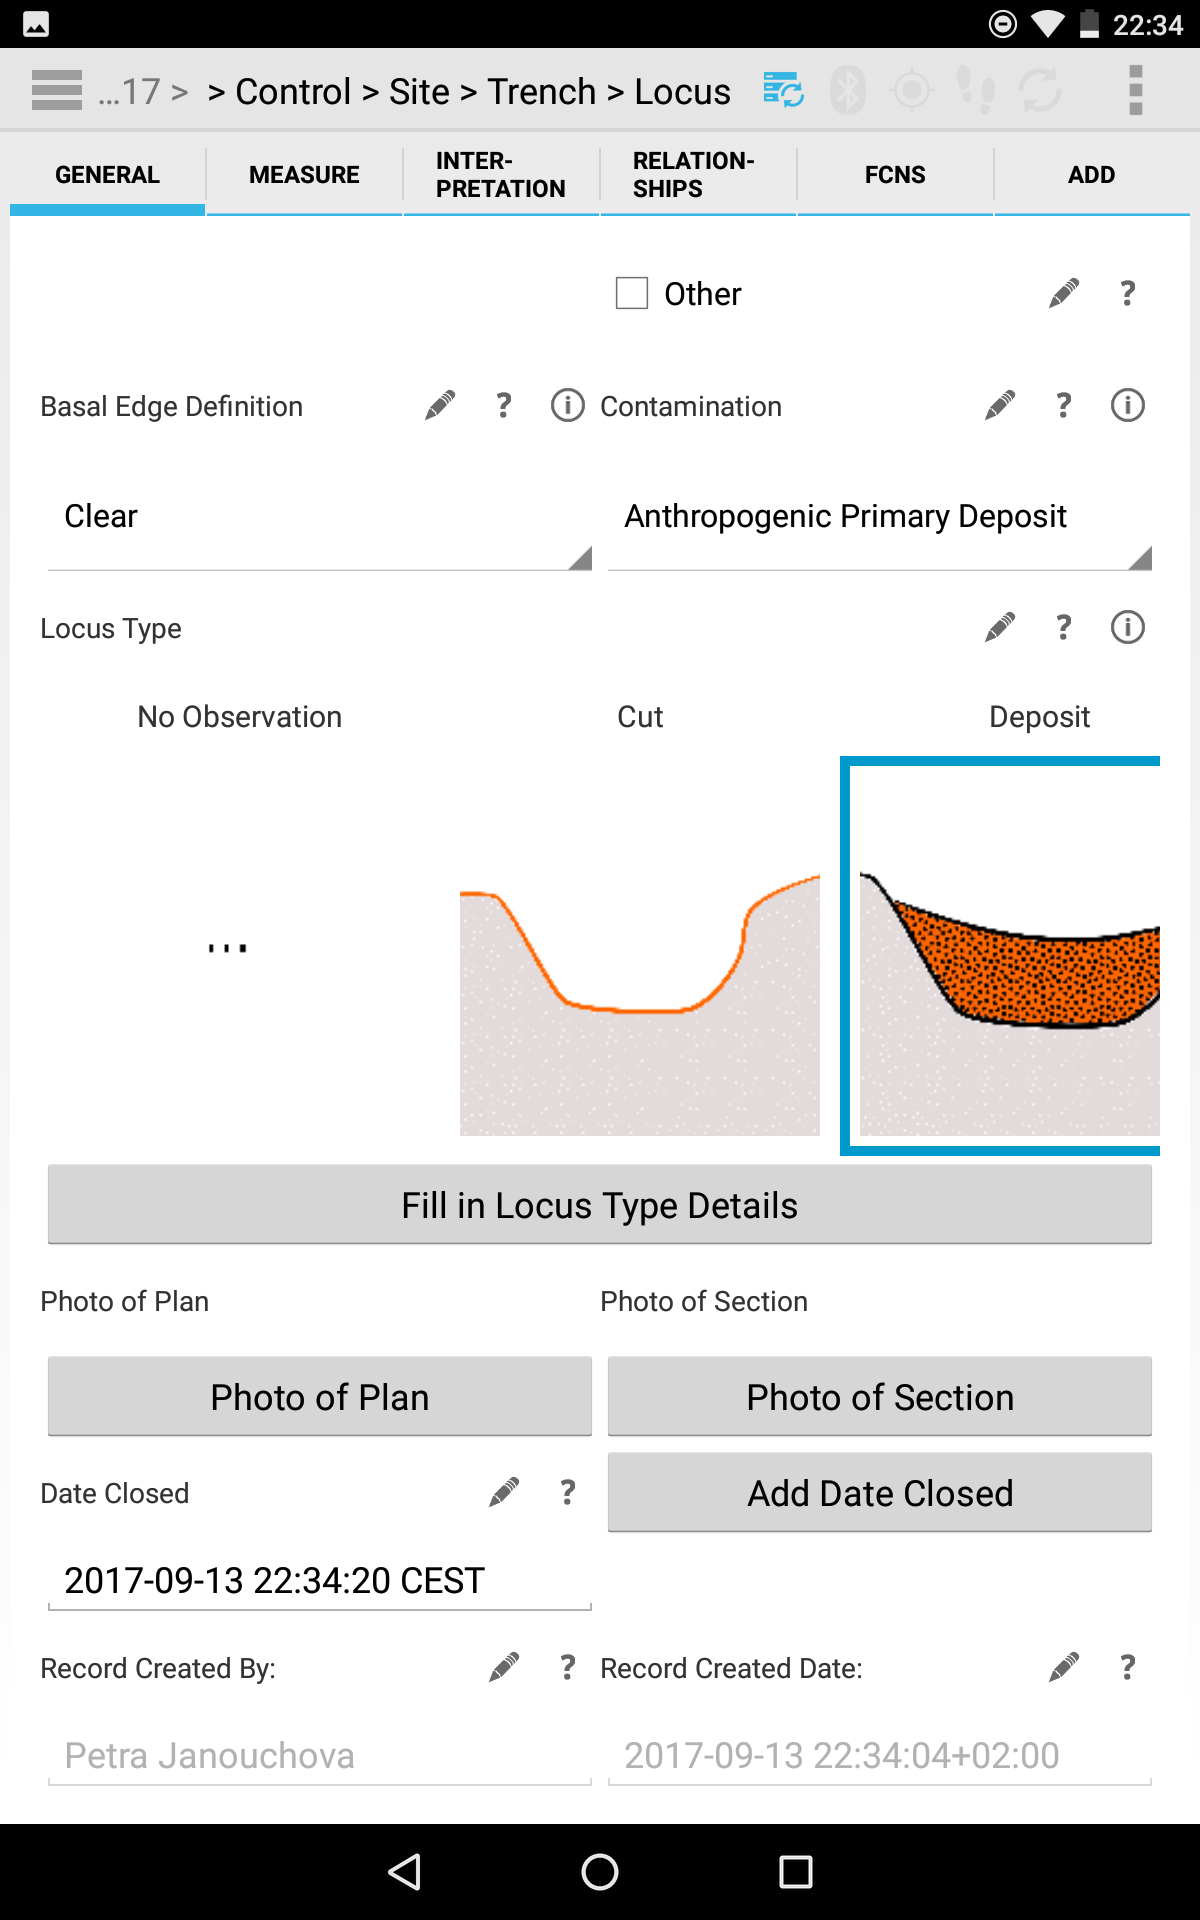 22:34
...17 > > Control > Site > Trench > Locus
GENERAL
MEASURE
INTER-
PRETATION
RELATION-
SHIPS
FCNS
ADD
Other ?
Basal Edge Definition ? i Contamination ? i
Clear Anthropogenic Primary Deposit
Locus Type ? i
No Observation Cut Deposit
...
Fill in Locus Type Details
Photo of Plan Photo of Section
Photo of Plan Photo of Section
Date Closed ? Add Date Closed
2017-09-13 22:34:20 CEST
Record Created By: ? Record Created Date: ?
Petra Janouchova 2017-09-13 22:34:04+02:00